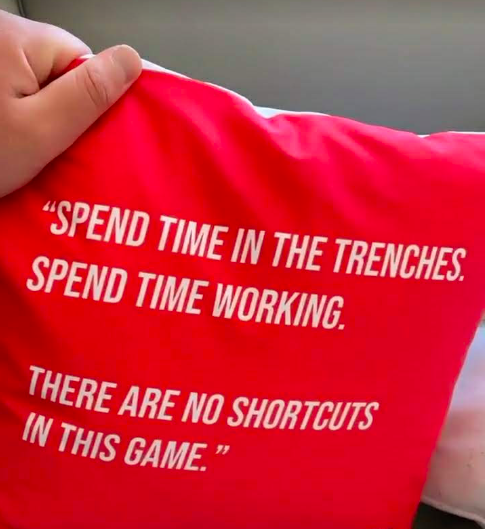 “SPEND TIME IN THE TRENCHES.
SPEND TIME WORKING.
THERE ARE NO SHORTCUTS
IN THIS GAME.”